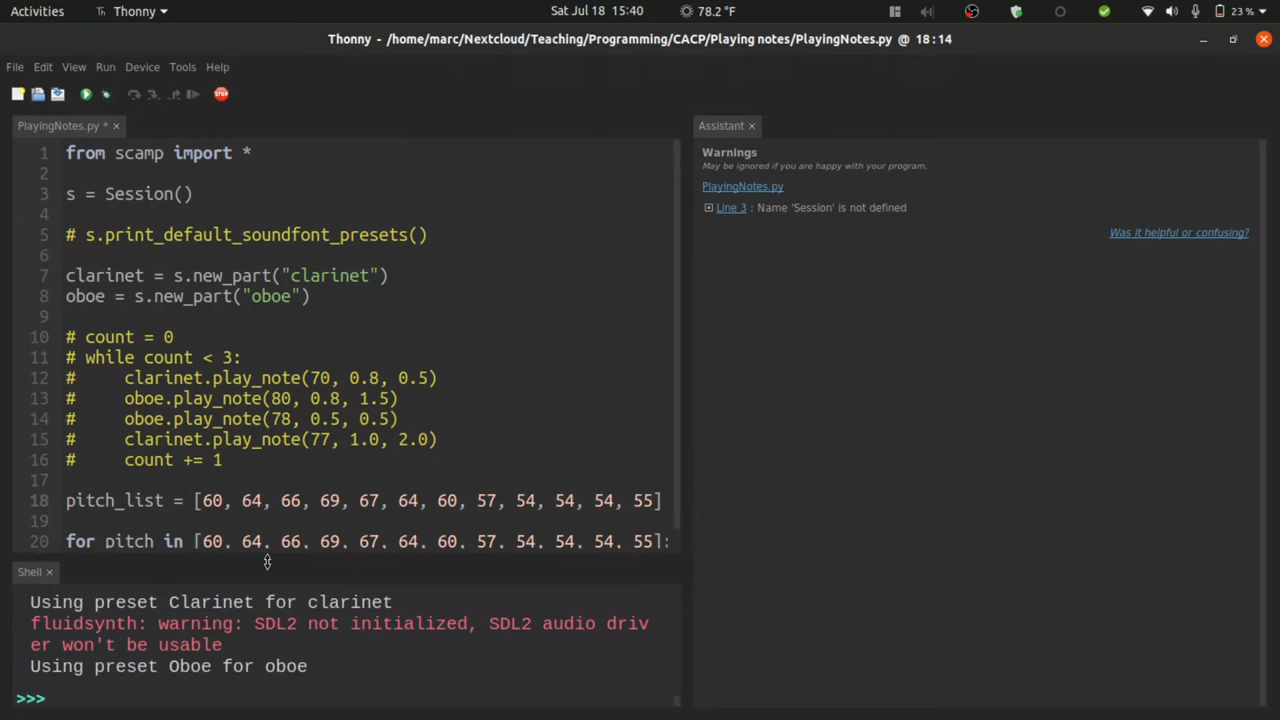 Activities Thonny Sat Jul 18 15:40 78.2 °F 23 %
Thonny - /home/marc/Nextcloud/Teaching/Programming/CACP/Playing notes/PlayingNotes.py @ 18:14
File Edit View Run Device Tools Help
STOP
PlayingNotes.py * ×
1 from scamp import *
2
3 s = Session()
4
5 # s.print_default_soundfont_presets()
6
7 clarinet = s.new_part("clarinet")
8 oboe = s.new_part("oboe")
9
10 # count = 0
11 # while count < 3:
12 #     clarinet.play_note(70, 0.8, 0.5)
13 #     oboe.play_note(80, 0.8, 1.5)
14 #     oboe.play_note(78, 0.5, 0.5)
15 #     clarinet.play_note(77, 1.0, 2.0)
16 #     count += 1
17
18 pitch_list = [60, 64, 66, 69, 67, 64, 60, 57, 54, 54, 54, 55]
19
20 for pitch in [60, 64, 66, 69, 67, 64, 60, 57, 54, 54, 54, 55]:
Shell ×
Using preset Clarinet for clarinet
fluidsynth: warning: SDL2 not initialized, SDL2 audio driv
er won't be usable
Using preset Oboe for oboe
>>>
Assistant ×
Warnings
May be ignored if you are happy with your program.
PlayingNotes.py
Line 3 : Name 'Session' is not defined
Was it helpful or confusing?